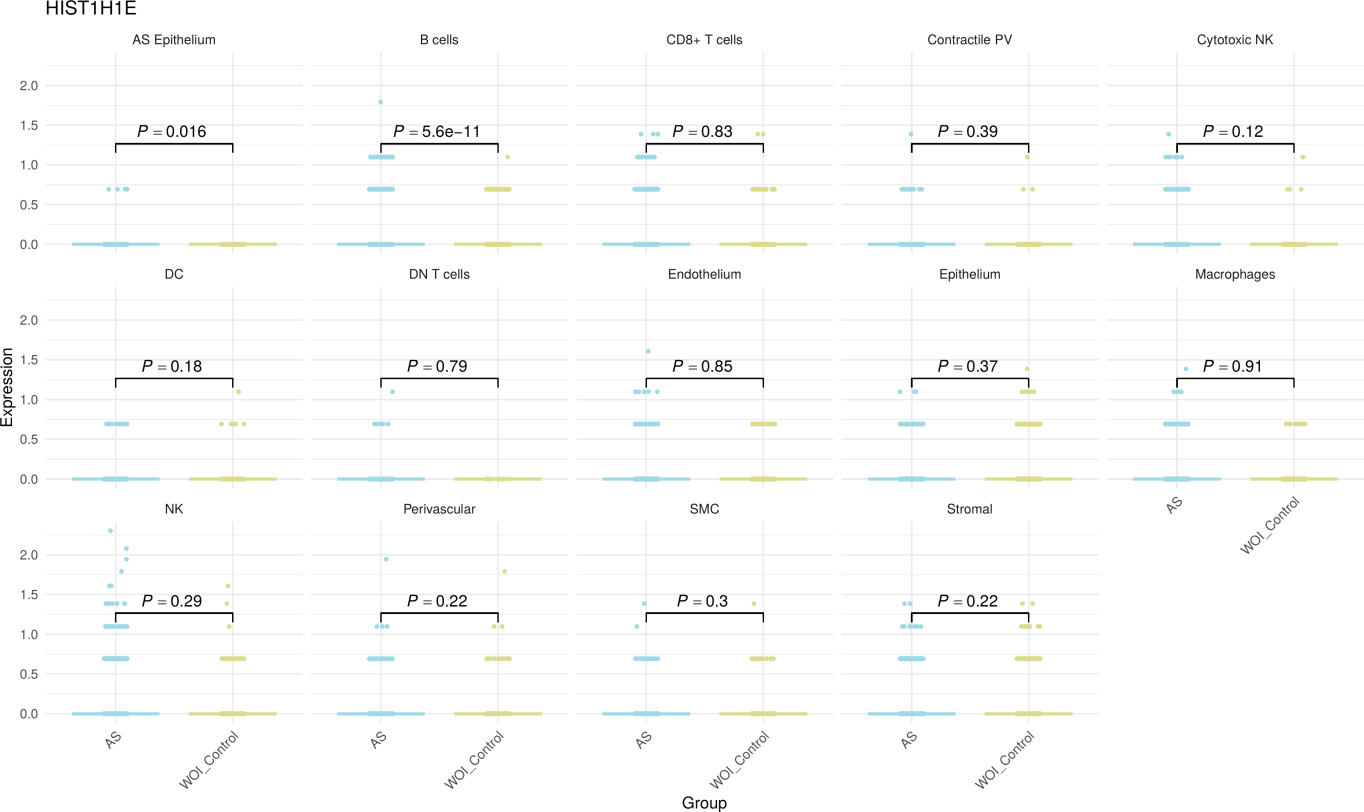 HIST1H1E
AS Epithelium
B cells
CD8+ T cells
Contractile PV
Cytotoxic NK
2.0
1.5
1.0
0.5
0.0
P = 0.016
P = 5.6e−11
P = 0.83
P = 0.39
P = 0.12
DC
DN T cells
Endothelium
Epithelium
Macrophages
2.0
1.5
1.0
0.5
0.0
P = 0.18
P = 0.79
P = 0.85
P = 0.37
P = 0.91
AS
WOI_Control
NK
Perivascular
SMC
Stromal
2.0
1.5
1.0
0.5
0.0
P = 0.29
P = 0.22
P = 0.3
P = 0.22
AS
WOI_Control
AS
WOI_Control
AS
WOI_Control
AS
WOI_Control
Expression
Group